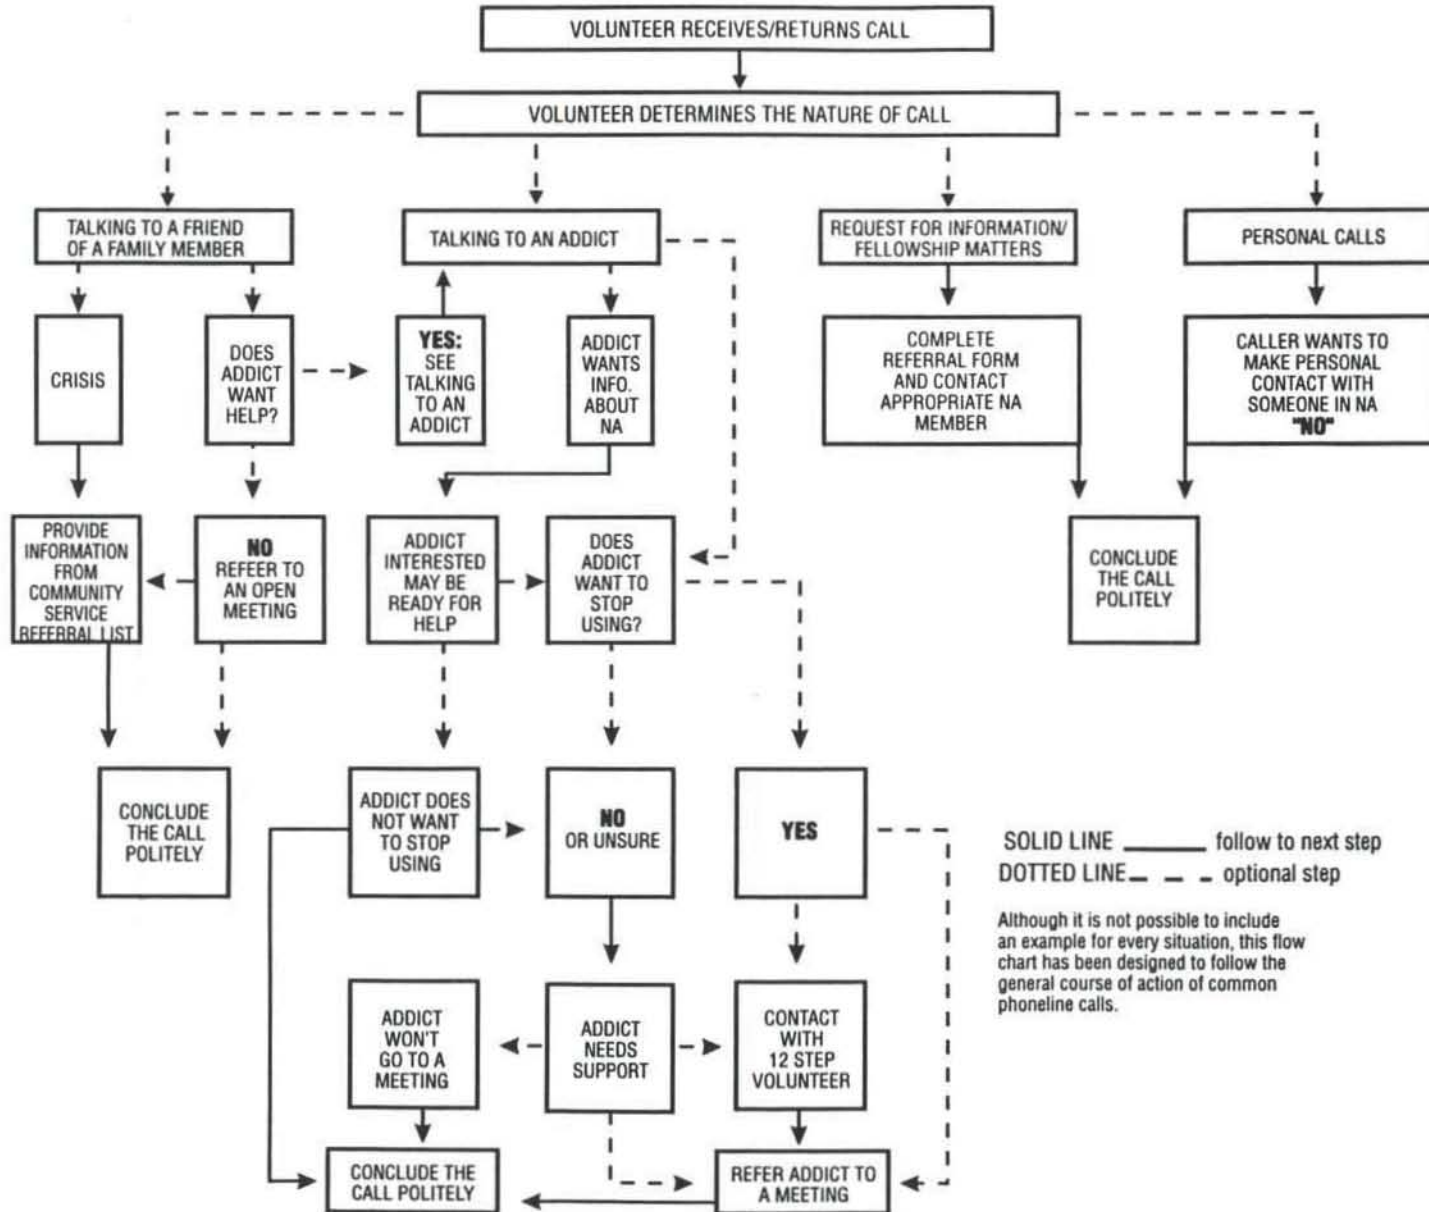 VOLUNTEER RECEIVES/RETURNS CALL
VOLUNTEER DETERMINES THE NATURE OF CALL
TALKING TO A FRIEND
OF A FAMILY MEMBER
TALKING TO AN ADDICT
REQUEST FOR INFORMATION/
FELLOWSHIP MATTERS
PERSONAL CALLS
CRISIS
DOES
ADDICT
WANT
HELP?
YES:
SEE
TALKING
TO AN
ADDICT
ADDICT
WANTS
INFO.
ABOUT
NA
COMPLETE
REFERRAL FORM
AND CONTACT
APPROPRIATE NA
MEMBER
CALLER WANTS TO
MAKE PERSONAL
CONTACT WITH
SOMEONE IN NA
"NO"
PROVIDE
INFORMATION
FROM
COMMUNITY
SERVICE
REFERRAL LIST
NO
REFEER TO
AN OPEN
MEETING
ADDICT
INTERESTED
MAY BE
READY FOR
HELP
DOES
ADDICT
WANT TO
STOP
USING?
CONCLUDE
THE CALL
POLITELY
CONCLUDE
THE CALL
POLITELY
ADDICT DOES
NOT WANT
TO STOP
USING
NO
OR UNSURE
YES
SOLID LINE follow to next step
DOTTED LINE optional step
Although it is not possible to include
an example for every situation, this flow
chart has been designed to follow the
general course of action of common
phoneline calls.
ADDICT
WON'T
GO TO A
MEETING
ADDICT
NEEDS
SUPPORT
CONTACT
WITH
12 STEP
VOLUNTEER
CONCLUDE THE
CALL POLITELY
REFER ADDICT TO
A MEETING